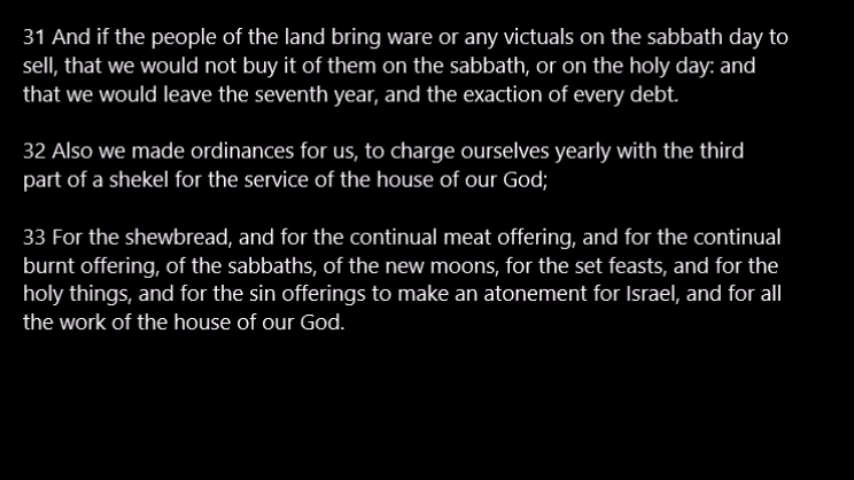 31 And if the people of the land bring ware or any victuals on the sabbath day to
sell, that we would not buy it of them on the sabbath, or on the holy day: and
that we would leave the seventh year, and the exaction of every debt.
32 Also we made ordinances for us, to charge ourselves yearly with the third
part of a shekel for the service of the house of our God;
33 For the shewbread, and for the continual meat offering, and for the continual
burnt offering, of the sabbaths, of the new moons, for the set feasts, and for the
holy things, and for the sin offerings to make an atonement for Israel, and for all
the work of the house of our God.